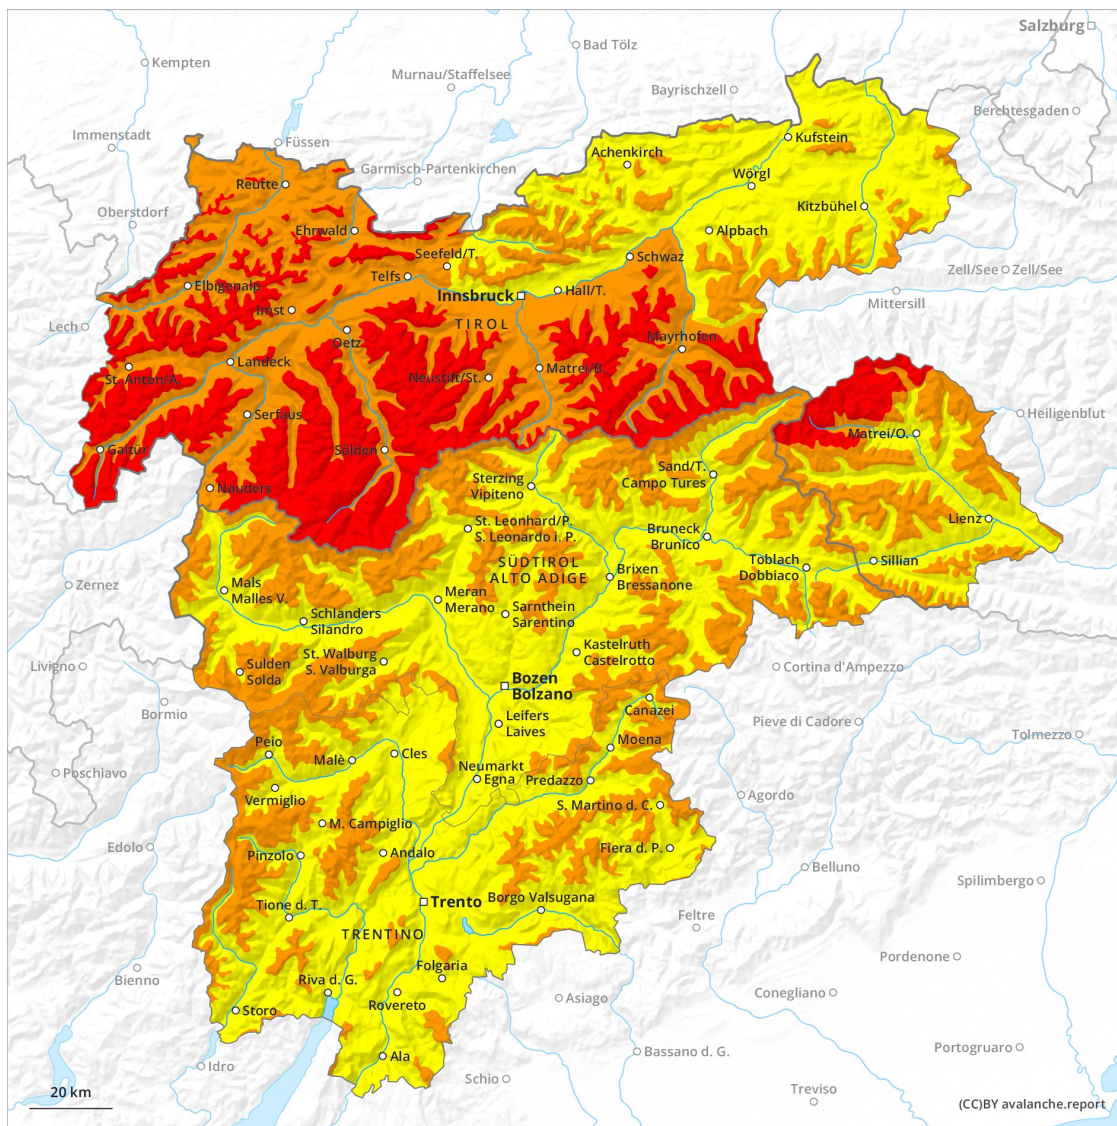 Salzburg
Bad Tölz
Kempten
Murnau/Staffelsee
Bayrischzell
Berchtesgaden
Immenstadt
Füssen
Kufstein
Achenkirch
Garmisch-Partenkirchen
Wörgl
Reutte
Oberstdorf
Kitzbühel
Ehrwald
Alpbach
Seefeld/T.
Schwaz
Zell/See
Zell/See
Telfs
Elbigenalp
Hall/T.
Innsbruck
Mittersill
Imst
TIROL
Lech
Mayrhofen
Oetz
Landeck
St. Anton/A.
Matrei/B.
Neustift/St.
Serfaus
Heiligenblut
Matrei/O.
Galtür
Sölden
Sand/T.
Campo Tures
Sterzing
Vipiteno
Nauders
Lienz
St. Leonhard/P.
S. Leonardo i. P.
Bruneck
Brunico
Toblach
Dobbiaco
Sillian
SÜDTIROL
ALTO ADIGE
Brixen
Bressanone
Zernez
Mals
Malles V.
Meran
Merano
Sarnthein
Sarentino
Schlanders
Silandro
Kastelruth
Castelrotto
St. Walburg
S. Valburga
Livigno
Sulden
Solda
Cortina d'Ampezzo
Bozen
Bolzano
Canazei
Bormio
Leifers
Laives
Pieve di Cadore
Tolmezzo
Moena
Peio
Cles
Malè
Neumarkt
Egna
Predazzo
Poschiavo
Vermiglio
Agordo
S. Martino d. C.
M. Campiglio
Edolo
Andalo
Fiera d. P.
Pinzolo
Belluno
Spilimbergo
Borgo Valsugana
Trento
Tione d. T.
Feltre
TRENTINO
Pordenone
Folgaria
Bienno
Riva d. G.
Conegliano
Asiago
Rovereto
Storo
Portogruaro
Bassano d. G.
Ala
Idro
Schio
Treviso
20 km
(CC)BY avalanche.report